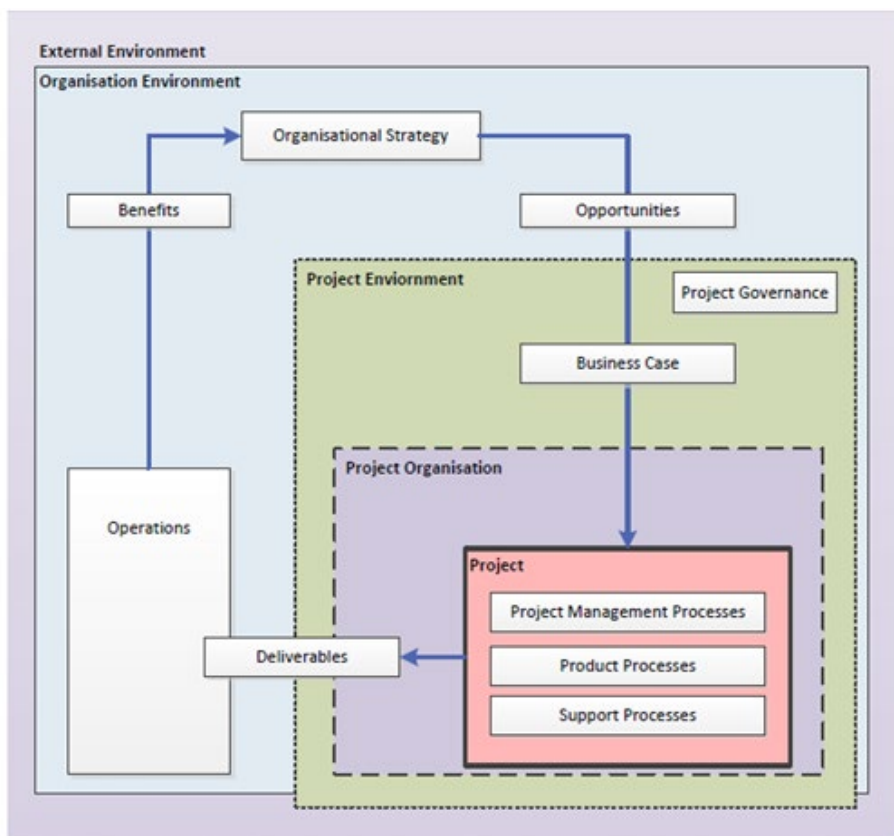 External Environment
Organisation Environment
Organisational Strategy
Benefits
Opportunities
Project Enviornment
Project Governance
Business Case
Project Organisation
Operations
Project
Project Management Processes
Deliverables
Product Processes
Support Processes